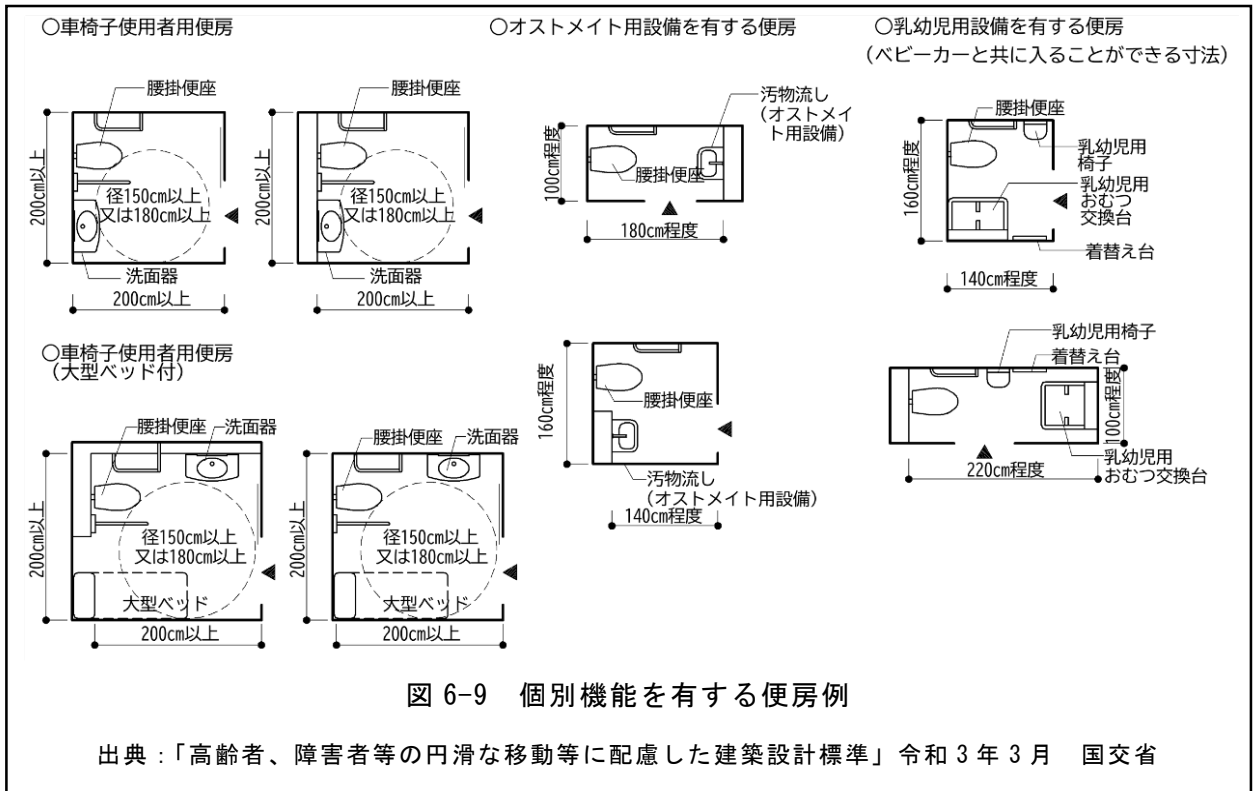 ○車椅子使用者用便房
腰掛便座
200cm以上
径150cm以上
又は180cm以上
洗面器
200cm以上
腰掛便座
200cm以上
径150cm以上
又は180cm以上
洗面器
200cm以上
○車椅子使用者用便房
(大型ベッド付)
腰掛便座
洗面器
200cm以上
径150cm以上
又は180cm以上
大型ベッド
200cm以上
腰掛便座
洗面器
200cm以上
径150cm以上
又は180cm以上
大型ベッド
200cm以上
○オストメイト用設備を有する便房
汚物流し
(オストメイ
ト用設備)
100cm程度
腰掛便座
180cm程度
160cm程度
腰掛便座
汚物流し
(オストメイト用設備)
140cm程度
○乳幼児用設備を有する便房
(ベビーカーと共に入ることができる寸法)
腰掛便座
160cm程度
乳幼児用
椅子
乳幼児用
おむつ
交換台
着替え台
140cm程度
乳幼児用椅子
着替え台
100cm程度
乳幼児用
おむつ交換台
220cm程度
図 6-9 個別機能を有する便房例
出典:「高齢者、障害者等の円滑な移動等に配慮した建築設計標準」令和3年3月 国交省